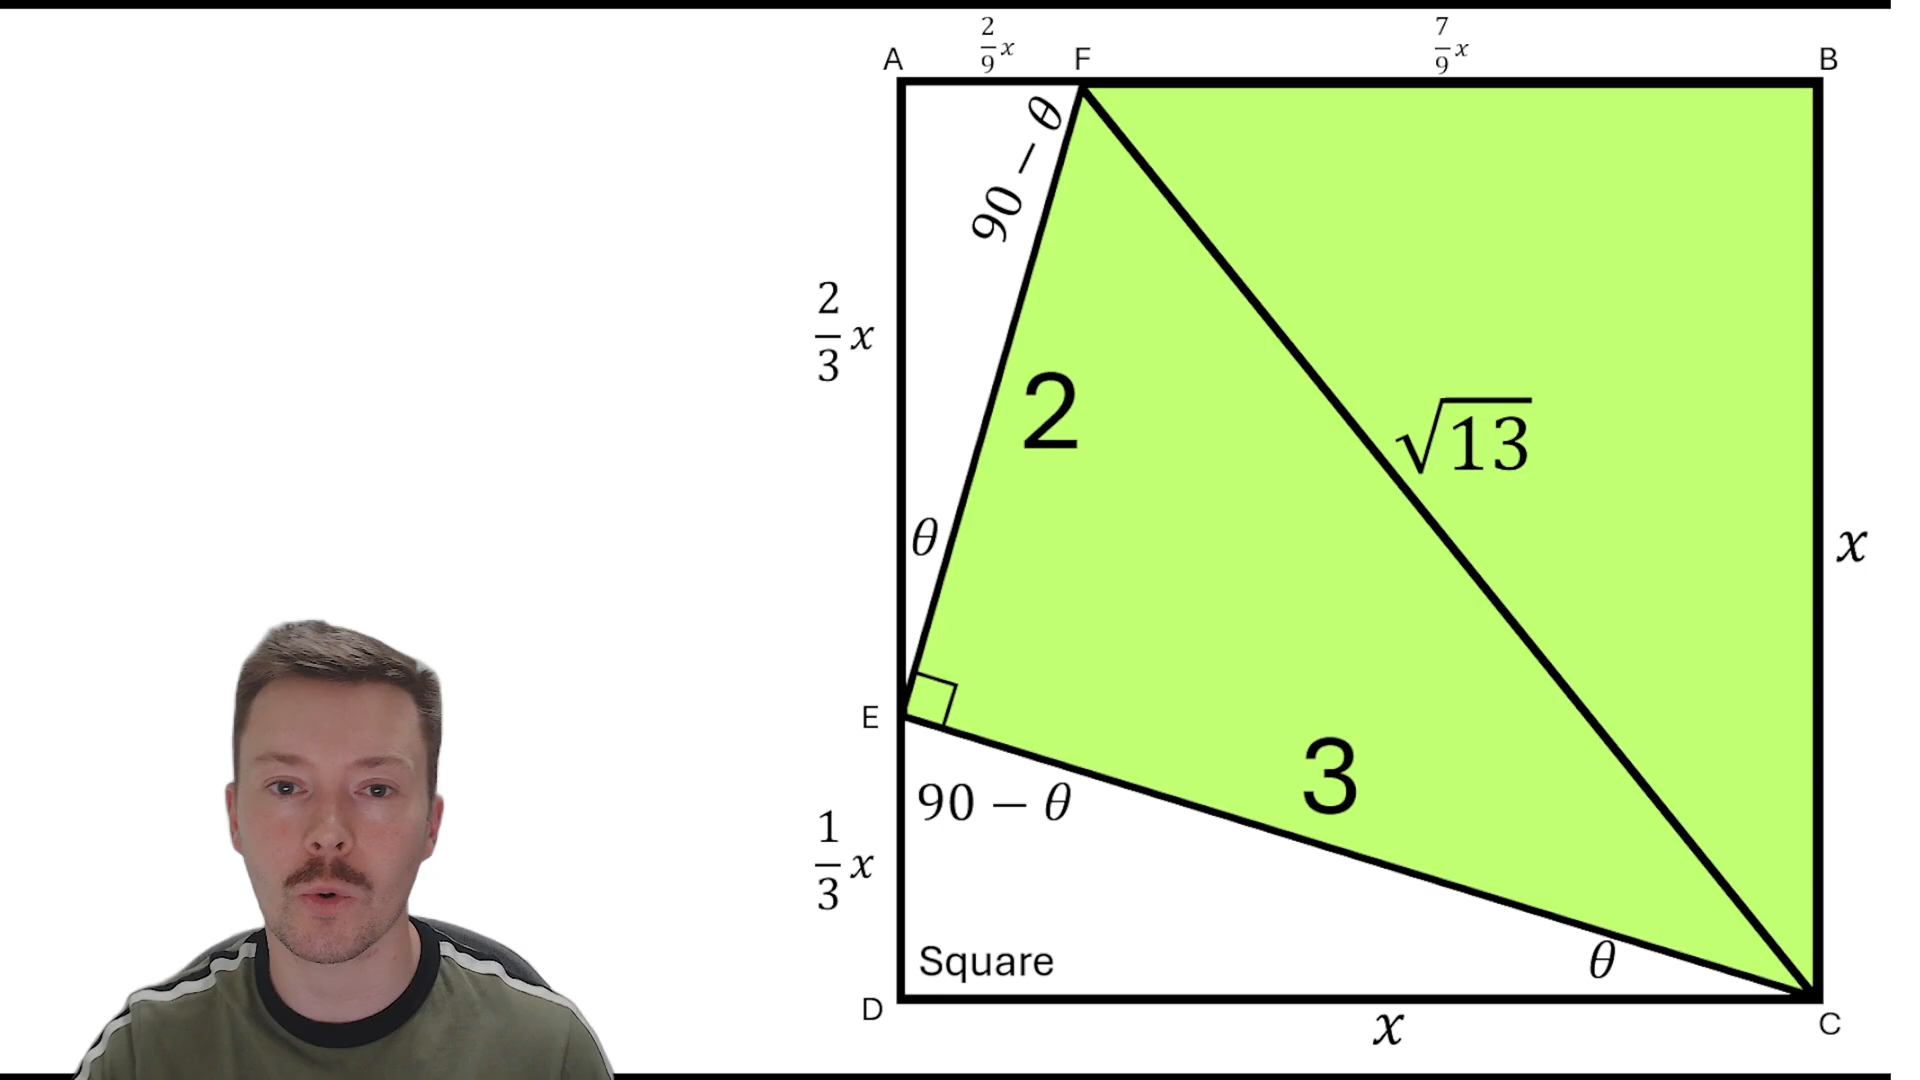 2/9 x
7/9 x
A
F
B
90 − θ
2/3 x
2
√13
θ
x
E
3
90 − θ
1/3 x
Square
θ
D
x
C